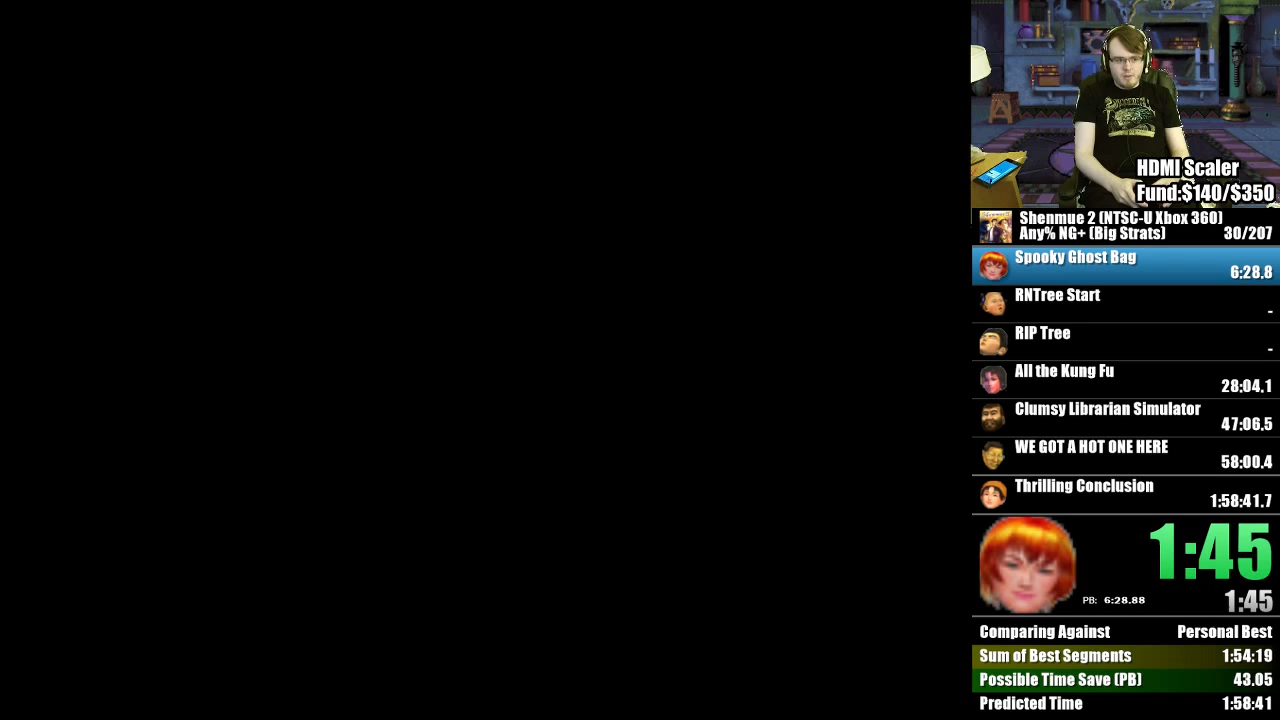 HDMI Scaler
Fund:$140/$350
Shenmue 2 (NTSC-U Xbox 360)
Any% NG+ (Big Strats) 30/207
Spooky Ghost Bag
6:28.8
RNTree Start
-
RIP Tree
-
All the Kung Fu
28:04.1
Clumsy Librarian Simulator
47:06.5
WE GOT A HOT ONE HERE
58:00.4
Thrilling Conclusion
1:58:41.7
1:45
PB: 6:28.88 1:45
Comparing Against Personal Best
Sum of Best Segments 1:54:19
Possible Time Save (PB) 43.05
Predicted Time 1:58:41